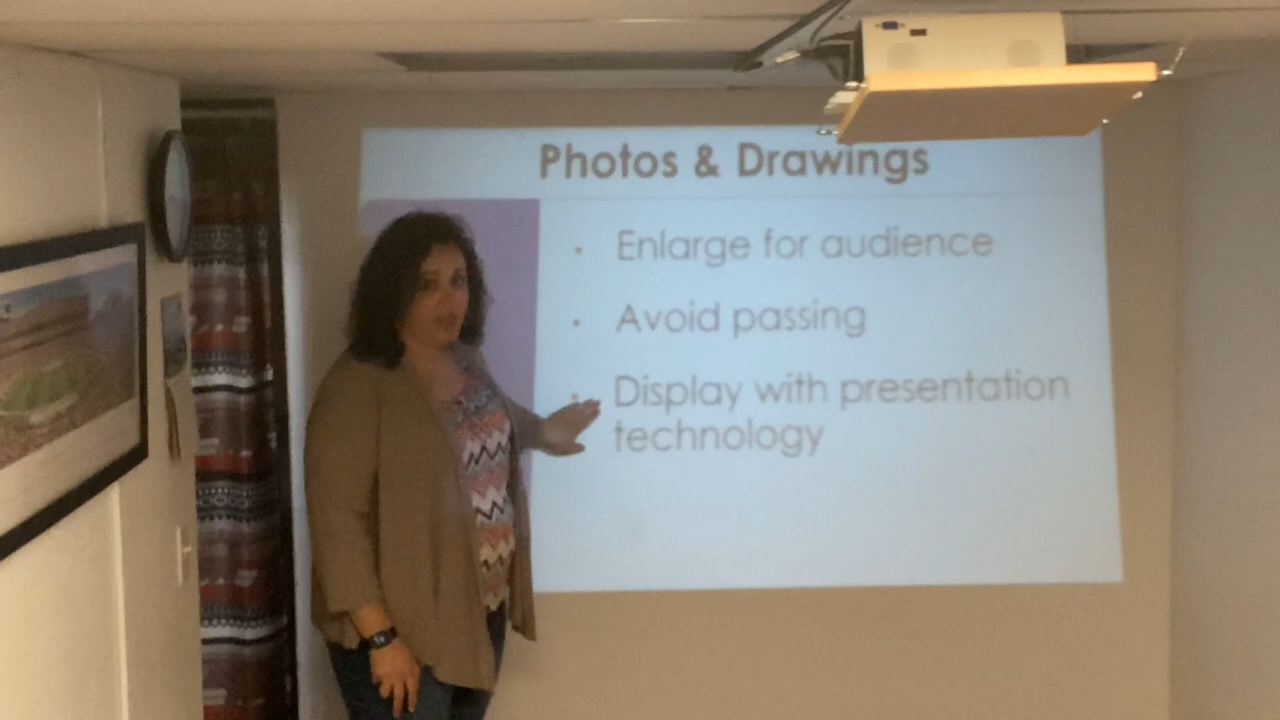 Photos & Drawings
Enlarge for audience
Avoid passing
Display with presentation
technology